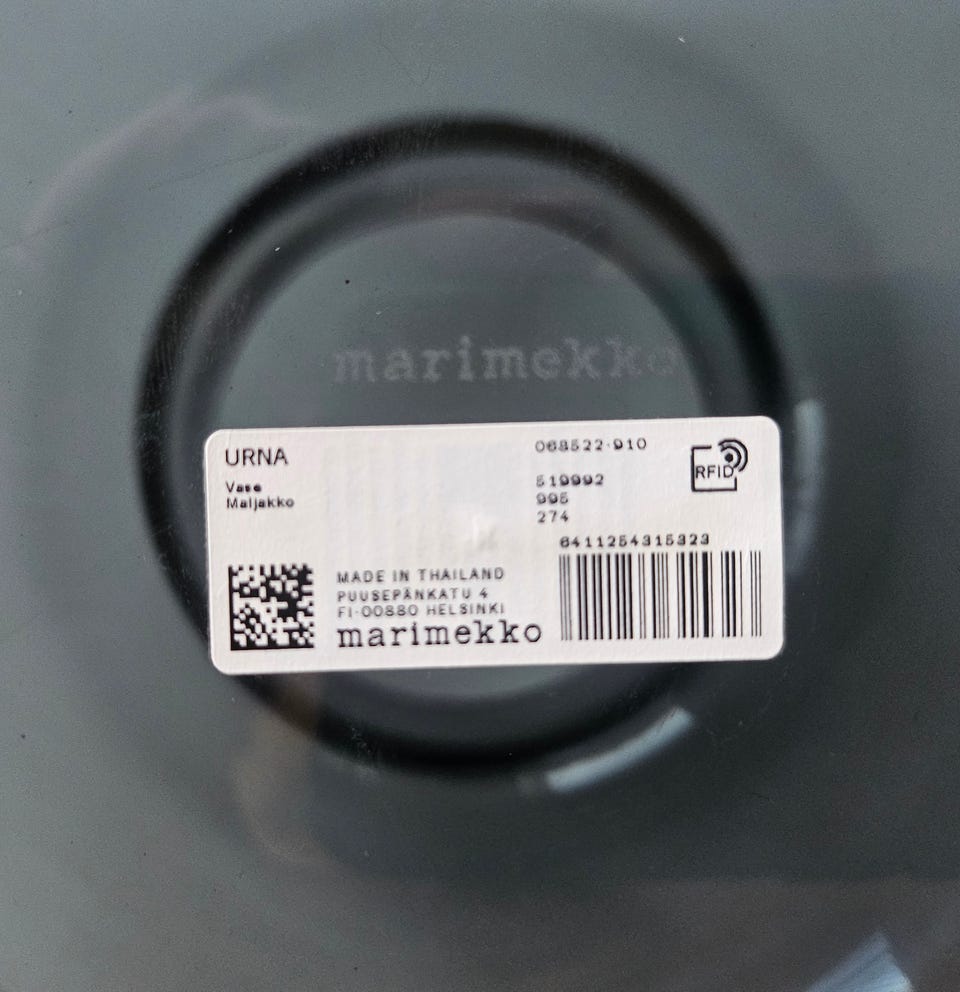 marimekko
URNA
Vase
Maljakko
068522-910
519992
995
274
6411254315323
RFID
MADE IN THAILAND
PUUSEPÄNKATU 4
FI-00880 HELSINKI
marimekko